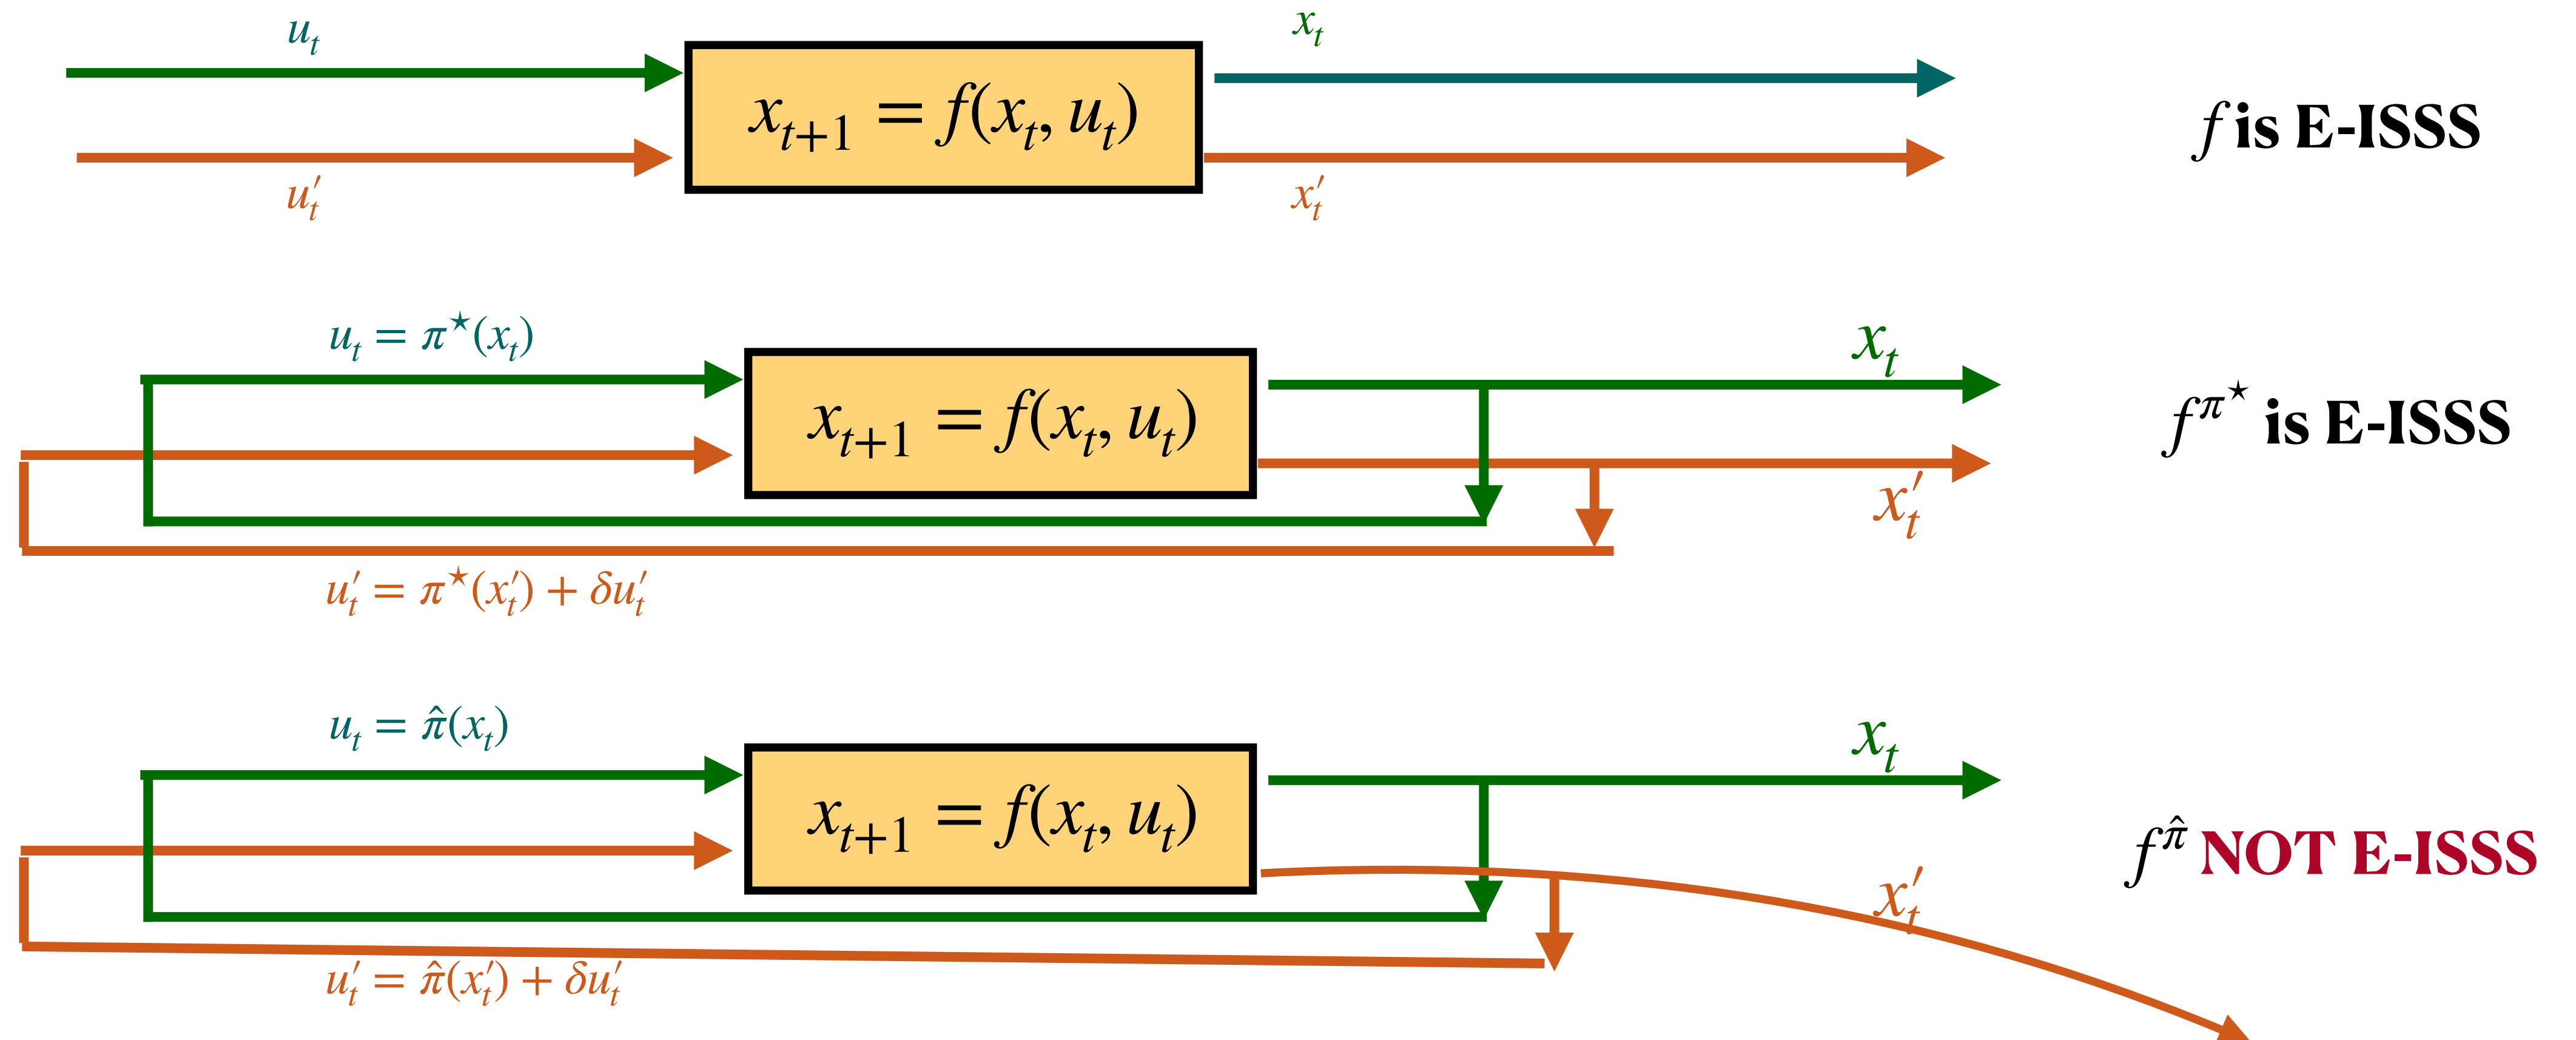 u_t
x_t
x_{t+1} = f(x_t, u_t)
f is E-ISSS
u′_t
x′_t
u_t = π⋆(x_t)
x_t
x_{t+1} = f(x_t, u_t)
f^{π⋆} is E-ISSS
x′_t
u′_t = π⋆(x′_t) + δu′_t
u_t = π̂(x_t)
x_t
x_{t+1} = f(x_t, u_t)
f^{π̂} NOT E-ISSS
x′_t
u′_t = π̂(x′_t) + δu′_t